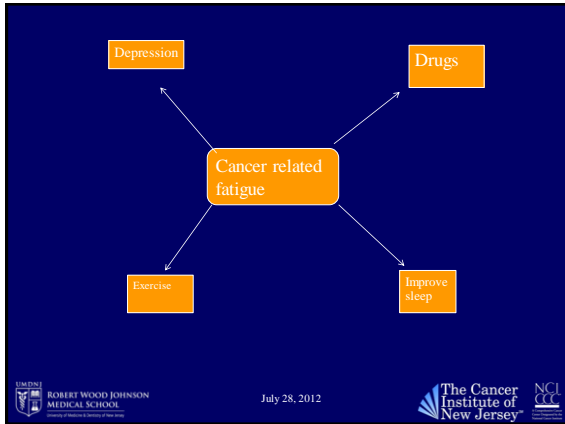 Depression
Drugs
Cancer related
fatigue
Exercise
Improve
sleep
UMDNJ
ROBERT WOOD JOHNSON
MEDICAL SCHOOL
University of Medicine & Dentistry of New Jersey
July 28, 2012
The Cancer
Institute of
New Jersey
NCI
CCC